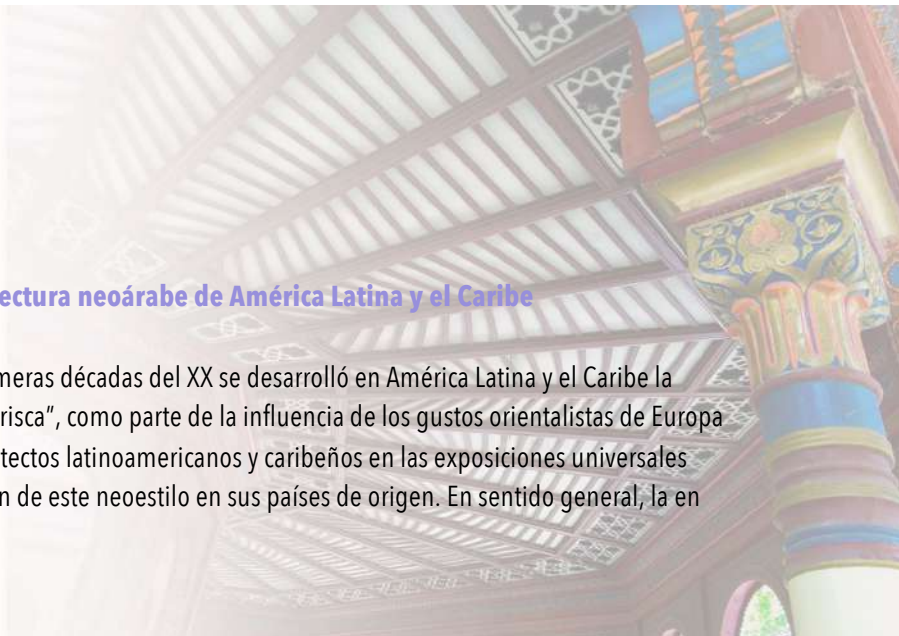 ectura neoárabe de América Latina y el Caribe
meras décadas del XX se desarrolló en América Latina y el Caribe la
risca”, como parte de la influencia de los gustos orientalistas de Europa
tectos latinoamericanos y caribeños en las exposiciones universales
n de este neoestilo en sus países de origen. En sentido general, la en